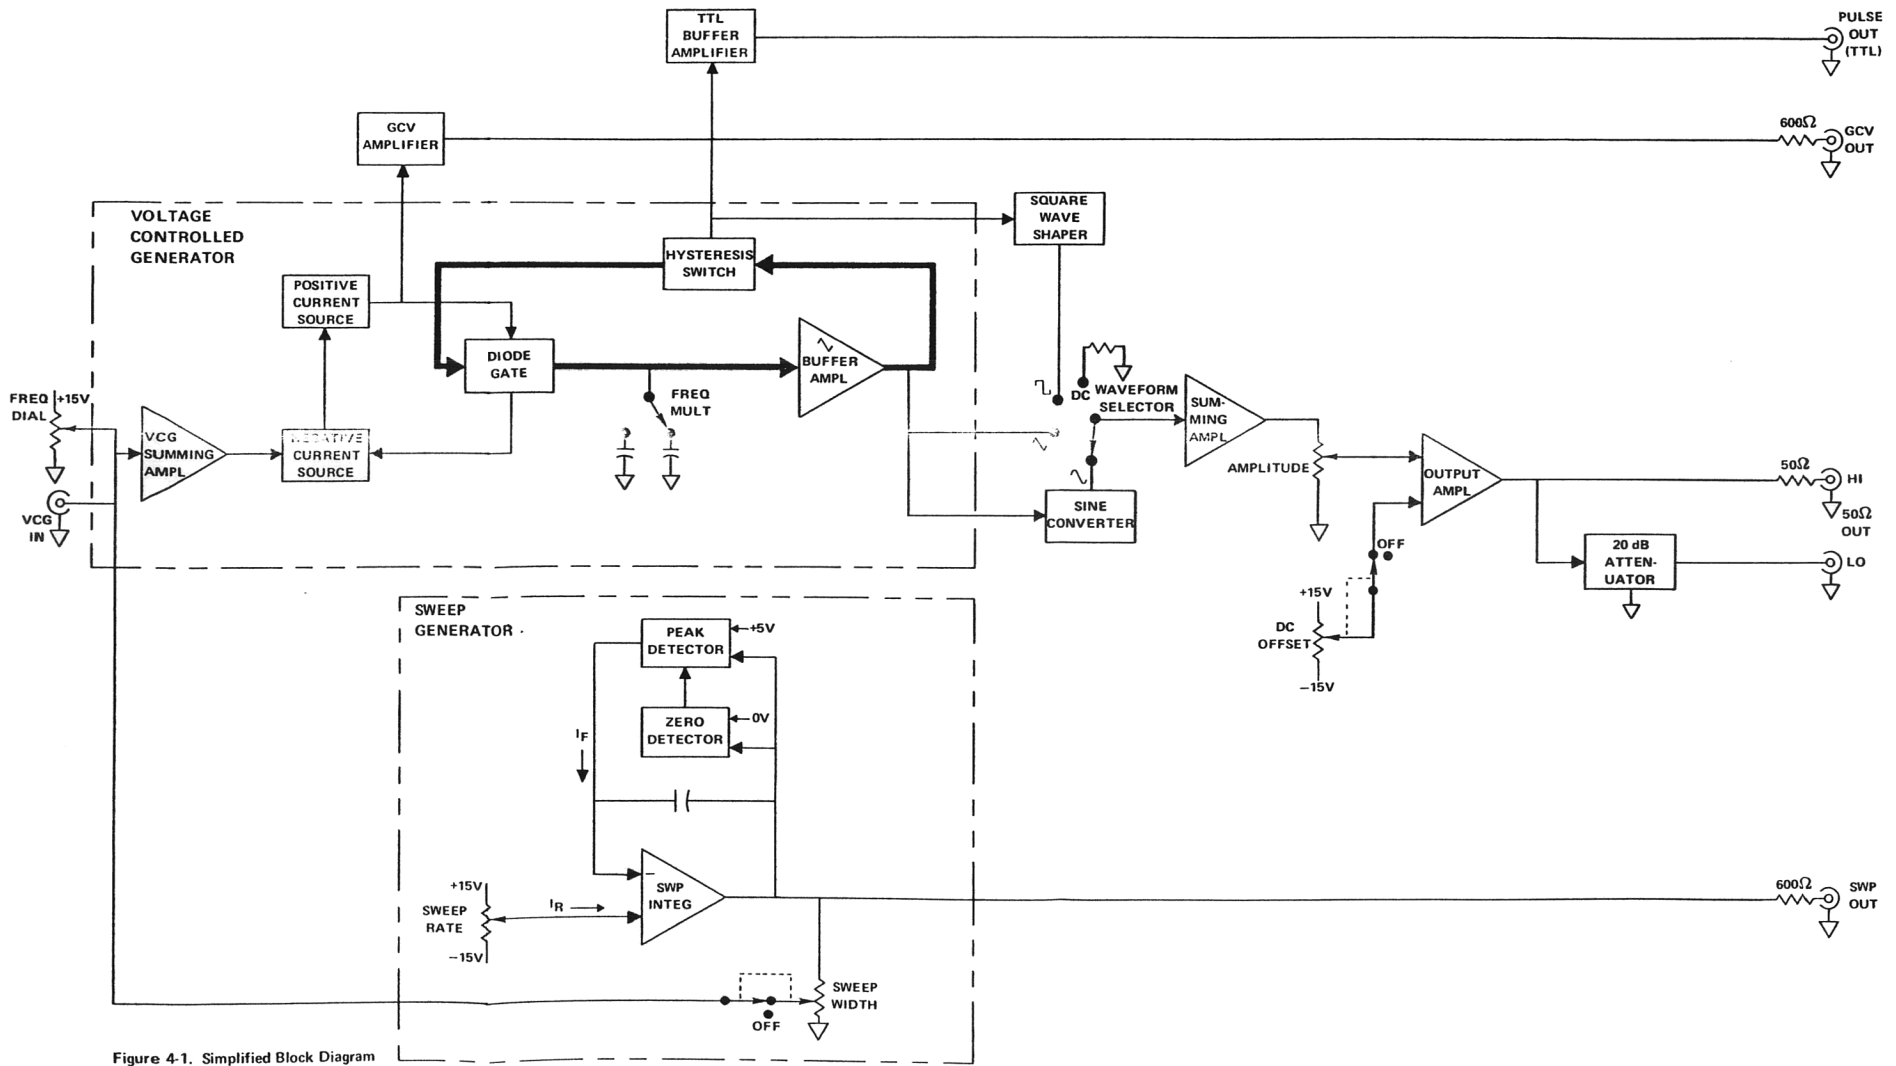 TTL
BUFFER
AMPLIFIER
PULSE
OUT
(TTL)
GCV
AMPLIFIER
600Ω
GCV
OUT
VOLTAGE
CONTROLLED
GENERATOR
SQUARE
WAVE
SHAPER
HYSTERESIS
SWITCH
POSITIVE
CURRENT
SOURCE
DIODE
GATE
BUFFER
AMPL
FREQ
MULT
DC
WAVEFORM
SELECTOR
SUM-
MING
AMPL
FREQ
DIAL
+15V
VCG
SUMMING
AMPL
NEGATIVE
CURRENT
SOURCE
VCG
IN
AMPLITUDE
OUTPUT
AMPL
SINE
CONVERTER
50Ω
HI
50Ω
OUT
OFF
20 dB
ATTEN-
UATOR
LO
+15V
DC
OFFSET
−15V
SWEEP
GENERATOR
PEAK
DETECTOR
+5V
ZERO
DETECTOR
0V
IF
−
SWP
INTEG
+15V
SWEEP
RATE
−15V
IR
600Ω
SWP
OUT
SWEEP
WIDTH
OFF
Figure 4-1. Simplified Block Diagram